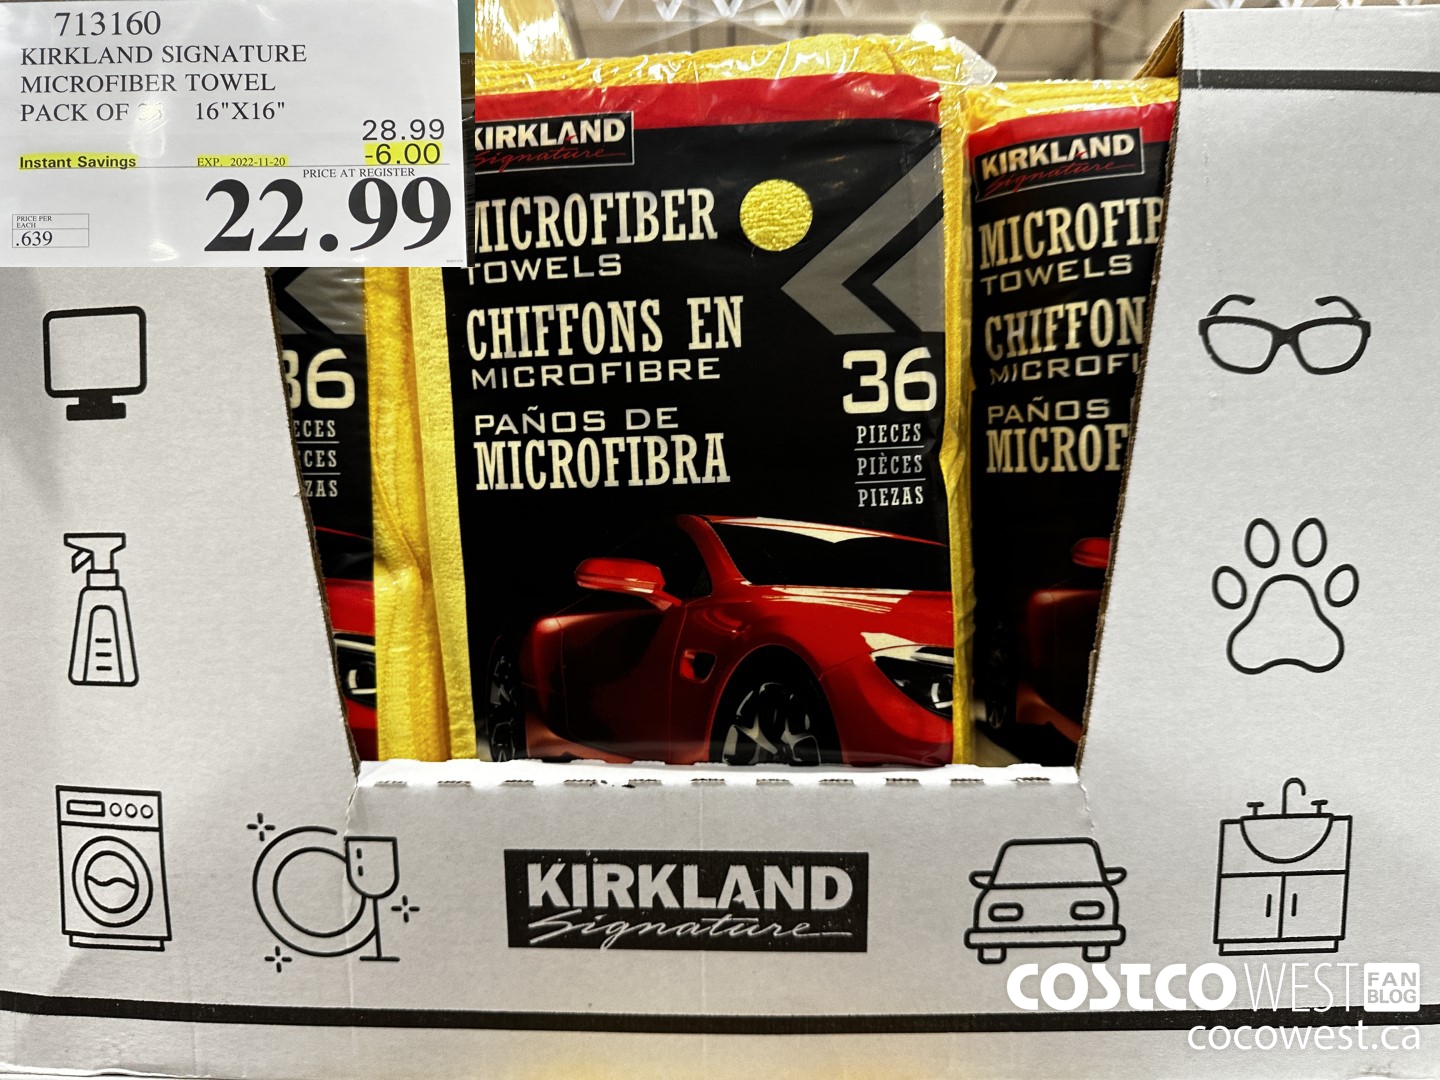 713160
KIRKLAND SIGNATURE
MICROFIBER TOWEL
PACK OF 36 16"X16"
28.99
Instant Savings EXP. 2022-11-20 -6.00
PRICE AT REGISTER
22.99
PRICE PER
EACH
.639
KIRKLAND
Signature
MICROFIBER
TOWELS
CHIFFONS EN
MICROFIBRE
PAÑOS DE
MICROFIBRA
36
PIECES
PIÈCES
PIEZAS
KIRKLAND
Signature
MICROFIB
TOWELS
CHIFFON
MICROFI
PAÑOS
MICROF
36
ECES
CES
ZAS
KIRKLAND
Signature
COSTCO WEST FAN BLOG
cocowest.ca